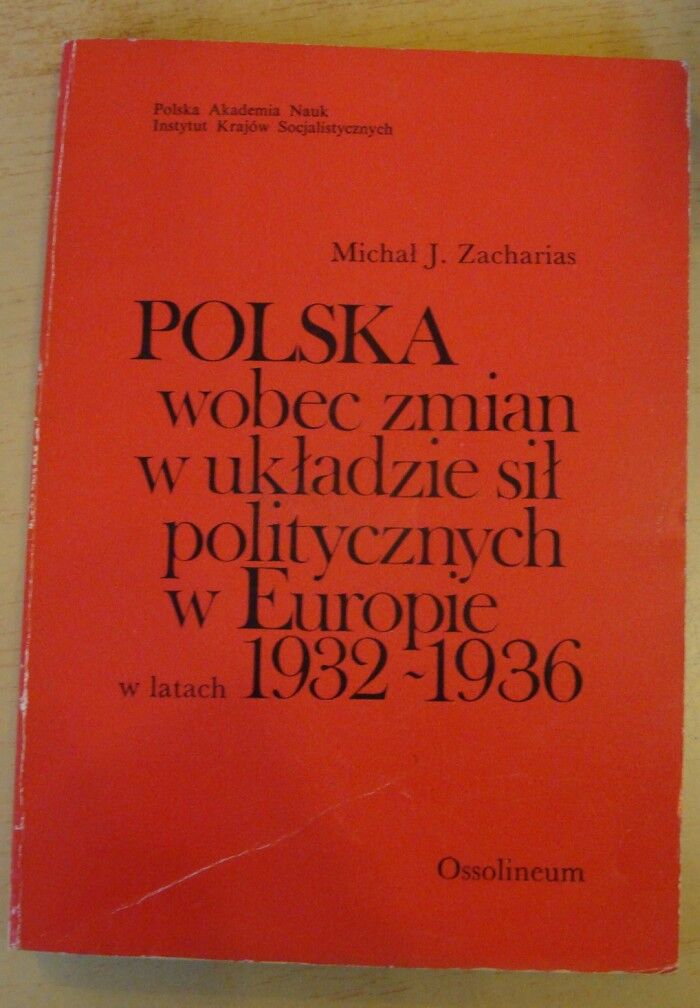 Polska Akademia Nauk
Instytut Krajów Socjalistycznych
Michał J. Zacharias
POLSKA
wobec zmian
w układzie sił
politycznych
w Europie
w latach 1932-1936
Ossolineum